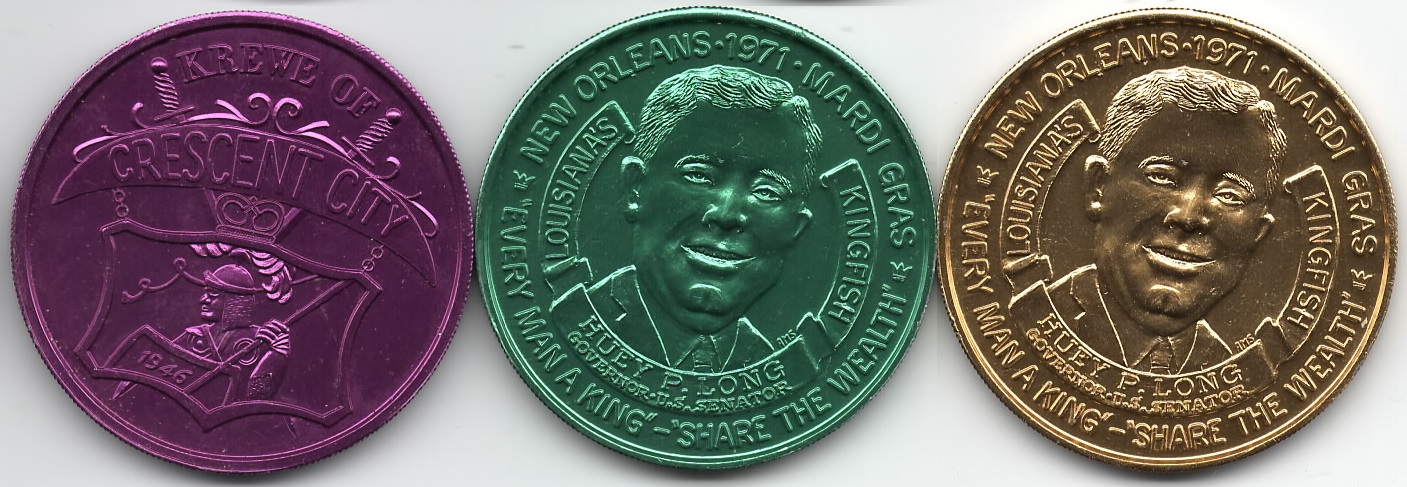 KREWE OF
CRESCENT CITY
1946
NEW ORLEANS · 1971 · MARDI GRAS
"EVERY MAN A KING" – "SHARE THE WEALTH"
LOUISIANA'S
KINGFISH
HUEY P. LONG
GOVERNOR·U.S. SENATOR
AMS
NEW ORLEANS · 1971 · MARDI GRAS
"EVERY MAN A KING" – "SHARE THE WEALTH"
LOUISIANA'S
KINGFISH
HUEY P. LONG
GOVERNOR·U.S. SENATOR
AMS